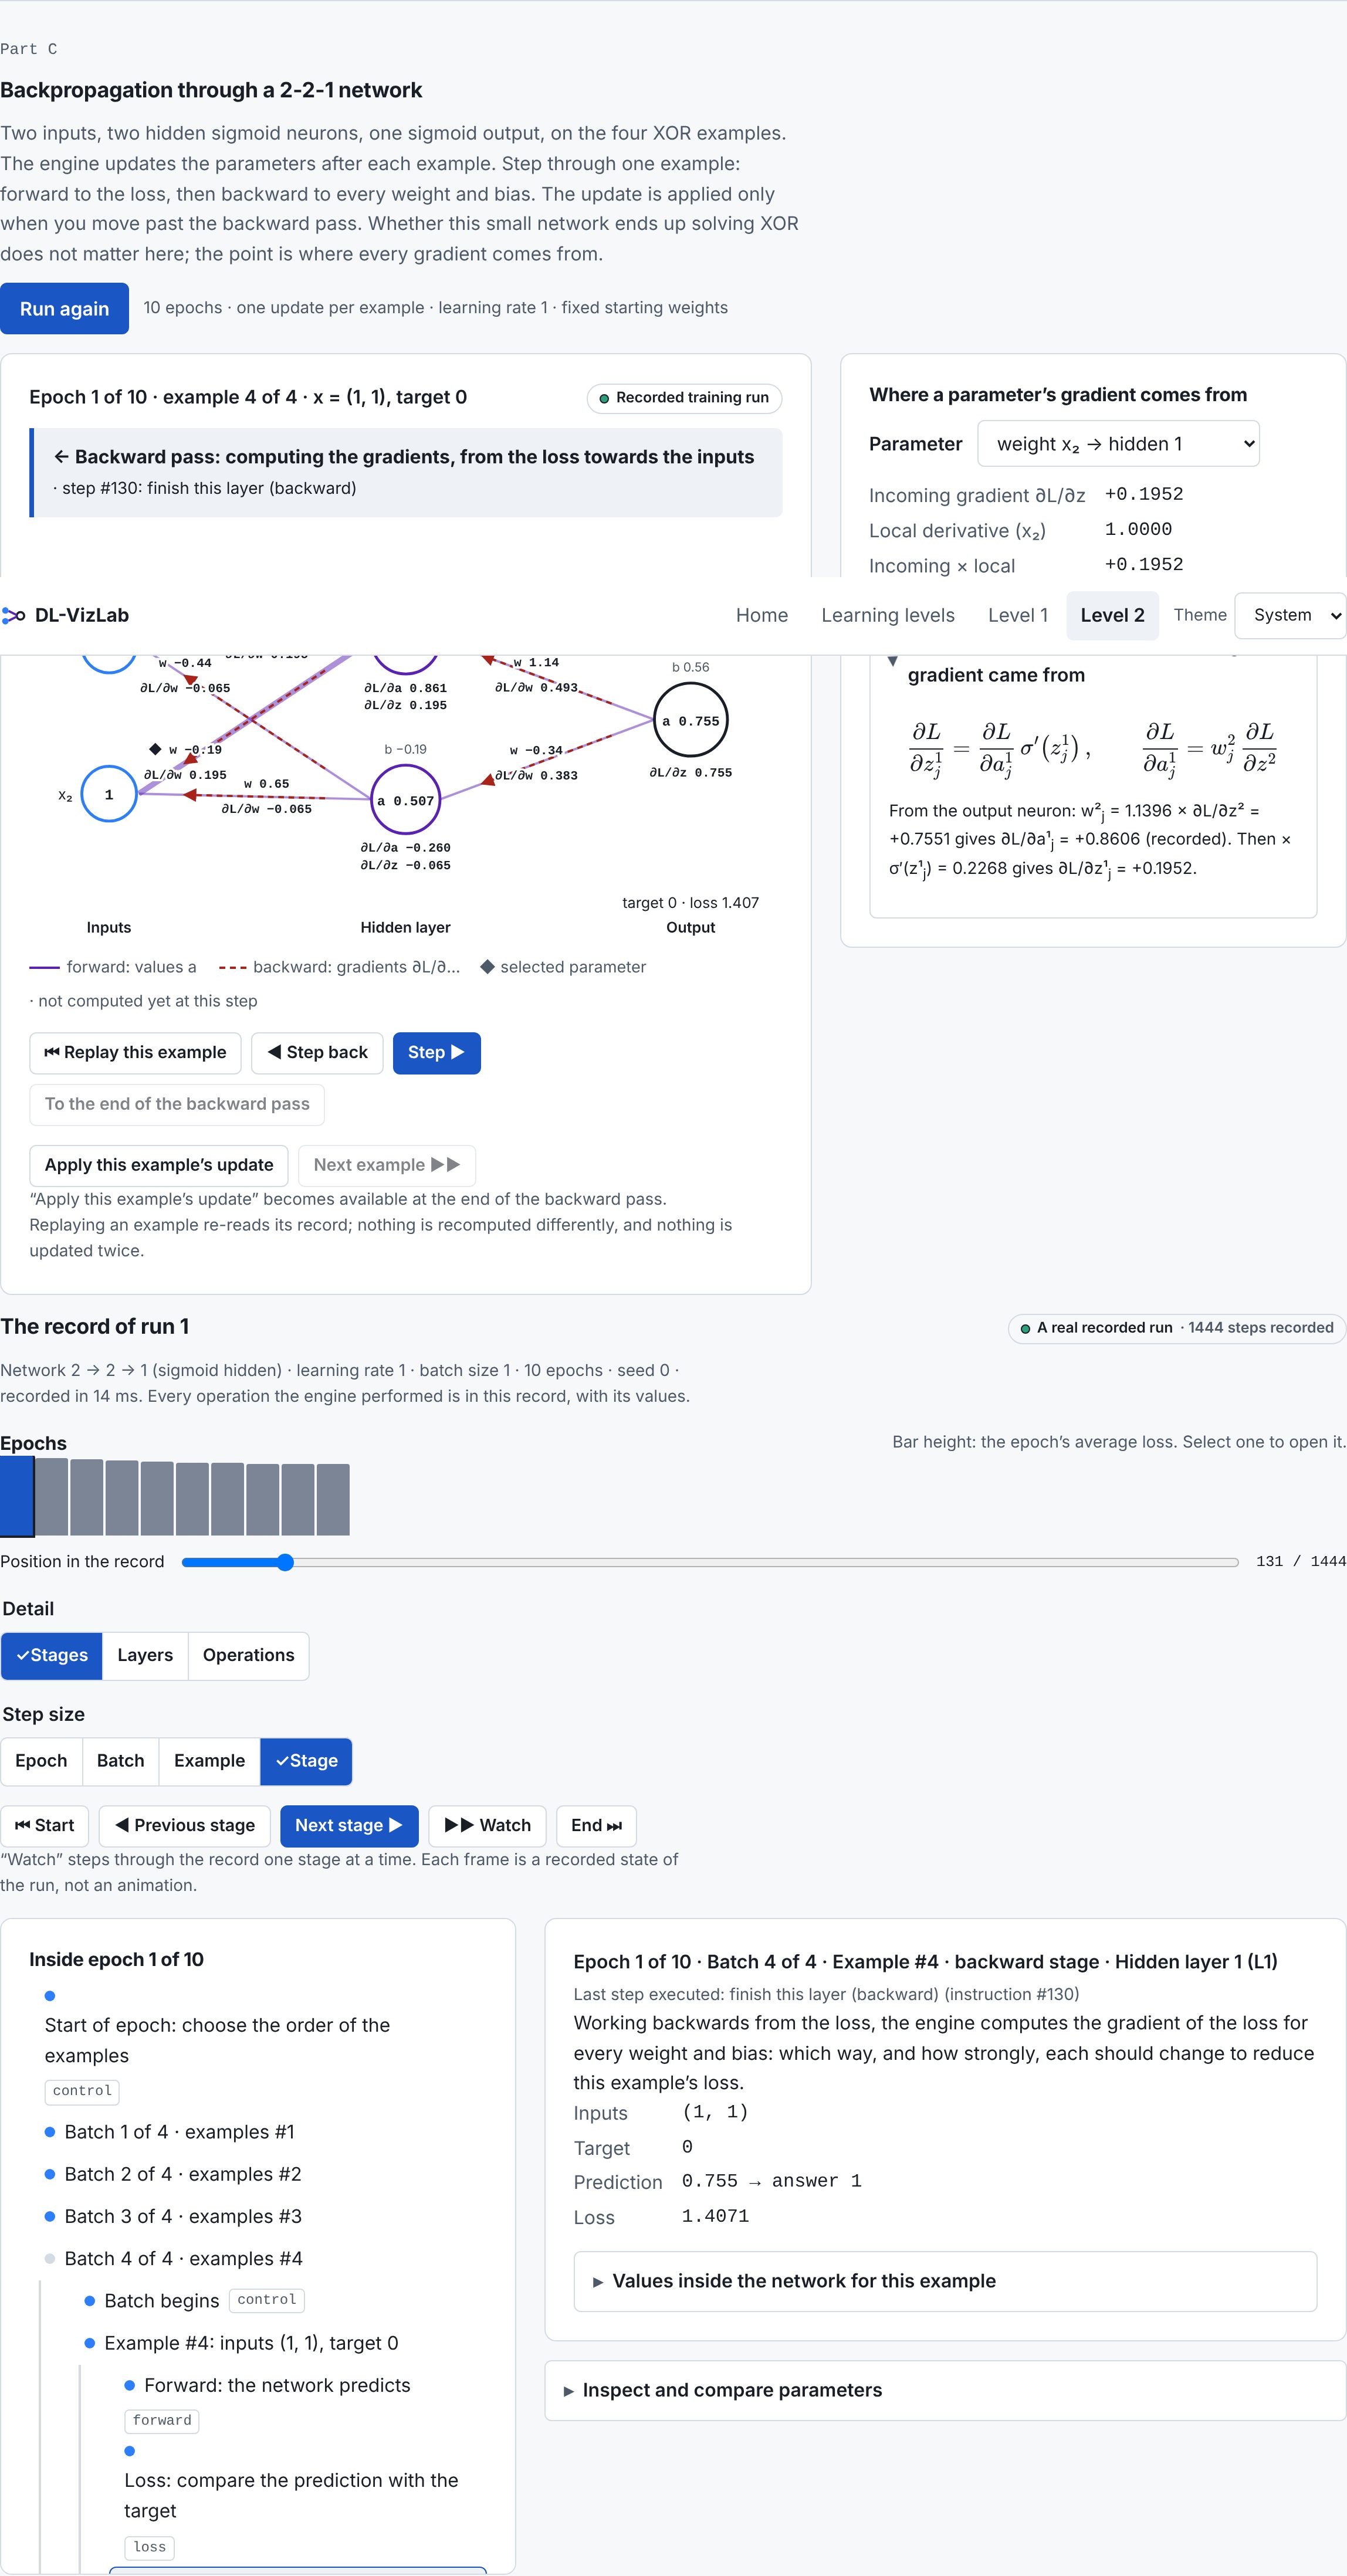 Part C
Backpropagation through a 2-2-1 network
Two inputs, two hidden sigmoid neurons, one sigmoid output, on the four XOR examples.
The engine updates the parameters after each example. Step through one example:
forward to the loss, then backward to every weight and bias. The update is applied only
when you move past the backward pass. Whether this small network ends up solving XOR
does not matter here; the point is where every gradient comes from.
Run again
10 epochs · one update per example · learning rate 1 · fixed starting weights
Epoch 1 of 10 · example 4 of 4 · x = (1, 1), target 0
Recorded training run
← Backward pass: computing the gradients, from the loss towards the inputs
· step #130: finish this layer (backward)
Where a parameter’s gradient comes from
Parameter
weight x₂ → hidden 1
Incoming gradient ∂L/∂z +0.1952
Local derivative (x₂) 1.0000
Incoming × local +0.1952
DL-VizLab
Home
Learning levels
Level 1
Level 2
Theme
System
w −0.44
∂L/∂w −0.065
∂L/∂a 0.861
∂L/∂z 0.195
w 1.14
∂L/∂w 0.493
b 0.56
a 0.755
∂L/∂z 0.755
w −0.19
∂L/∂w 0.195
b −0.19
w −0.34
∂L/∂w 0.383
x₂
1
w 0.65
∂L/∂w −0.065
a 0.507
∂L/∂a −0.260
∂L/∂z −0.065
target 0 · loss 1.407
Inputs
Hidden layer
Output
gradient came from
∂L/∂z¹ⱼ = ∂L/∂a¹ⱼ σ′(z¹ⱼ) , ∂L/∂a¹ⱼ = w²ⱼ ∂L/∂z²
From the output neuron: w²ⱼ = 1.1396 × ∂L/∂z² =
+0.7551 gives ∂L/∂a¹ⱼ = +0.8606 (recorded). Then ×
σ′(z¹ⱼ) = 0.2268 gives ∂L/∂z¹ⱼ = +0.1952.
forward: values a
backward: gradients ∂L/∂…
◆ selected parameter
· not computed yet at this step
⏮ Replay this example
◀ Step back
Step ▶
To the end of the backward pass
Apply this example’s update
Next example ▶▶
“Apply this example’s update” becomes available at the end of the backward pass.
Replaying an example re-reads its record; nothing is recomputed differently, and nothing is
updated twice.
The record of run 1
A real recorded run · 1444 steps recorded
Network 2 → 2 → 1 (sigmoid hidden) · learning rate 1 · batch size 1 · 10 epochs · seed 0 ·
recorded in 14 ms. Every operation the engine performed is in this record, with its values.
Epochs
Bar height: the epoch’s average loss. Select one to open it.
Position in the record
131 / 1444
Detail
✓Stages
Layers
Operations
Step size
Epoch
Batch
Example
✓Stage
⏮ Start
◀ Previous stage
Next stage ▶
▶▶ Watch
End ⏭
“Watch” steps through the record one stage at a time. Each frame is a recorded state of
the run, not an animation.
Inside epoch 1 of 10
Start of epoch: choose the order of the
examples
control
Batch 1 of 4 · examples #1
Batch 2 of 4 · examples #2
Batch 3 of 4 · examples #3
Batch 4 of 4 · examples #4
Batch begins control
Example #4: inputs (1, 1), target 0
Forward: the network predicts
forward
Loss: compare the prediction with the
target
loss
Epoch 1 of 10 · Batch 4 of 4 · Example #4 · backward stage · Hidden layer 1 (L1)
Last step executed: finish this layer (backward) (instruction #130)
Working backwards from the loss, the engine computes the gradient of the loss for
every weight and bias: which way, and how strongly, each should change to reduce
this example’s loss.
Inputs (1, 1)
Target 0
Prediction 0.755 → answer 1
Loss 1.4071
▸ Values inside the network for this example
▸ Inspect and compare parameters